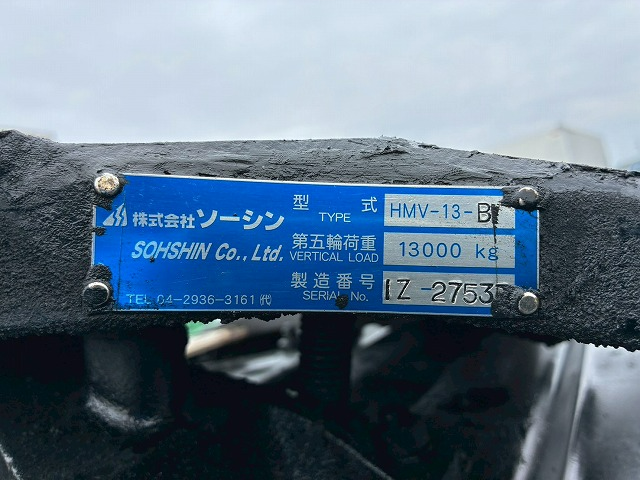 株式会社 ソーシン
SOHSHIN Co., Ltd.
TEL 04-2936-3161 (代)
型 式 HMV-13-B
TYPE
第五輪荷重 13000 kg
VERTICAL LOAD
製造番号 1Z-2753
SERIAL No.